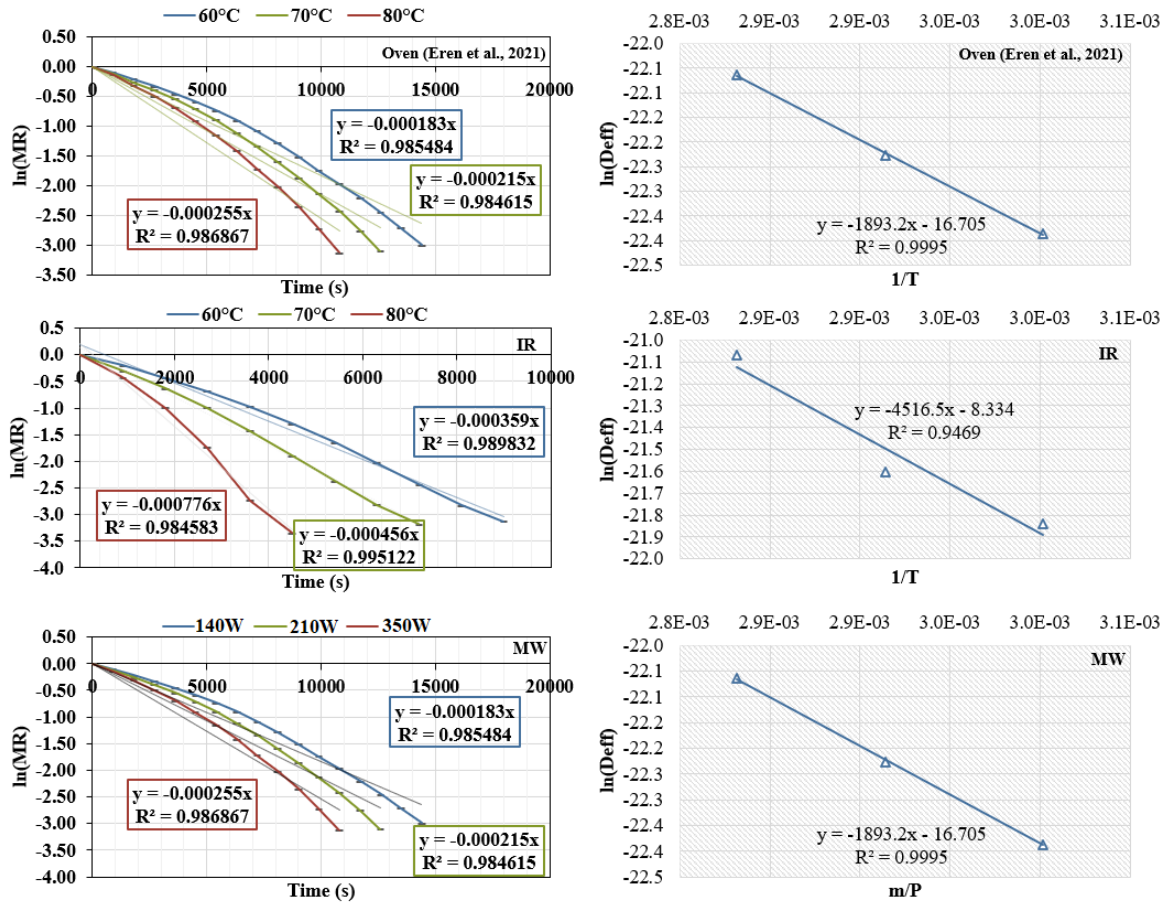 60°C 70°C 80°C
Oven (Eren et al., 2021)
ln(MR)
0.50
0.00
-0.50
-1.00
-1.50
-2.00
-2.50
-3.00
-3.50
0 5000 10000 15000 20000
y = -0.000183x
R² = 0.985484
y = -0.000215x
R² = 0.984615
y = -0.000255x
R² = 0.986867
Time (s)
2.8E-03 2.9E-03 2.9E-03 3.0E-03 3.0E-03 3.1E-03
Oven (Eren et al., 2021)
ln(Deff)
-22.0
-22.1
-22.1
-22.2
-22.2
-22.3
-22.3
-22.4
-22.4
-22.5
y = -1893.2x - 16.705
R² = 0.9995
1/T
60°C 70°C 80°C
IR
ln(MR)
0.5
0.0
-0.5
-1.0
-1.5
-2.0
-2.5
-3.0
-3.5
-4.0
0 2000 4000 6000 8000 10000
y = -0.000359x
R² = 0.989832
y = -0.000776x
R² = 0.984583
y = -0.000456x
R² = 0.995122
Time (s)
2.8E-03 2.9E-03 2.9E-03 3.0E-03 3.0E-03 3.1E-03
IR
ln(Deff)
-21.0
-21.1
-21.2
-21.3
-21.4
-21.5
-21.6
-21.7
-21.8
-21.9
-22.0
y = -4516.5x - 8.334
R² = 0.9469
1/T
140W 210W 350W
MW
ln(MR)
0.50
0.00
-0.50
-1.00
-1.50
-2.00
-2.50
-3.00
-3.50
-4.00
0 5000 10000 15000 20000
y = -0.000183x
R² = 0.985484
y = -0.000255x
R² = 0.986867
y = -0.000215x
R² = 0.984615
Time (s)
2.8E-03 2.9E-03 2.9E-03 3.0E-03 3.0E-03 3.1E-03
MW
ln(Deff)
-22.0
-22.1
-22.1
-22.2
-22.2
-22.3
-22.3
-22.4
-22.4
-22.5
y = -1893.2x - 16.705
R² = 0.9995
m/P